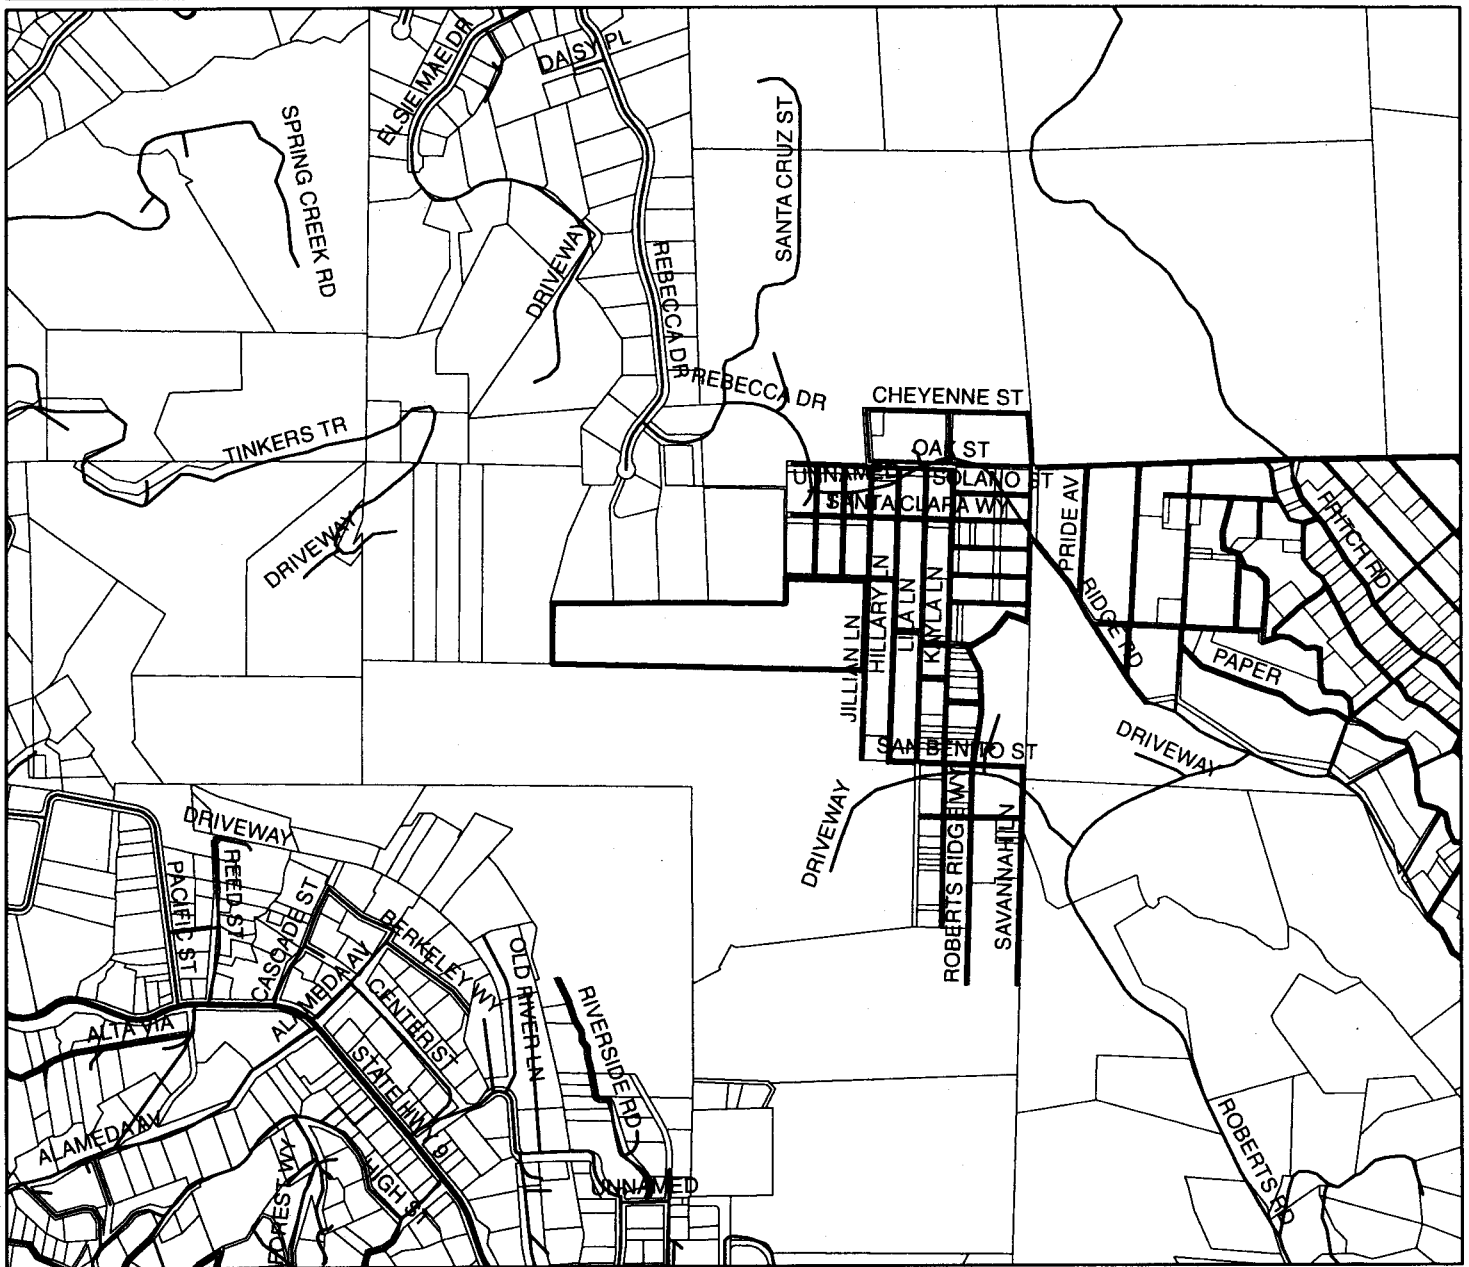 ELSIE MAE DR
DAISY PL
SPRING CREEK RD
SANTA CRUZ ST
DRIVEWAY
REBECCA DR
REBECCA DR
CHEYENNE ST
TINKERS TR
OAK ST
UNNAMED
SOLANO ST
SANTA CLARA WY
PRIDE AV
FRITCH RD
DRIVEWAY
RIDGE RD
HILLARY LN
LILA LN
KAYLA LN
JILLIAN LN
PAPER
SAN BENITO ST
DRIVEWAY
DRIVEWAY
DRIVEWAY
ROBERTS RIDGE WY
SAVANNAH LN
PACIFIC ST
REED ST
CASCADE ST
BERKELEY WY
ALAMEDA AV
OLD RIVER LN
CENTER ST
RIVERSIDE RD
ALTA VIA
STATE HWY 9
ALAMEDA AV
ROBERTS RD
FOREST WY
HIGH ST
UNNAMED